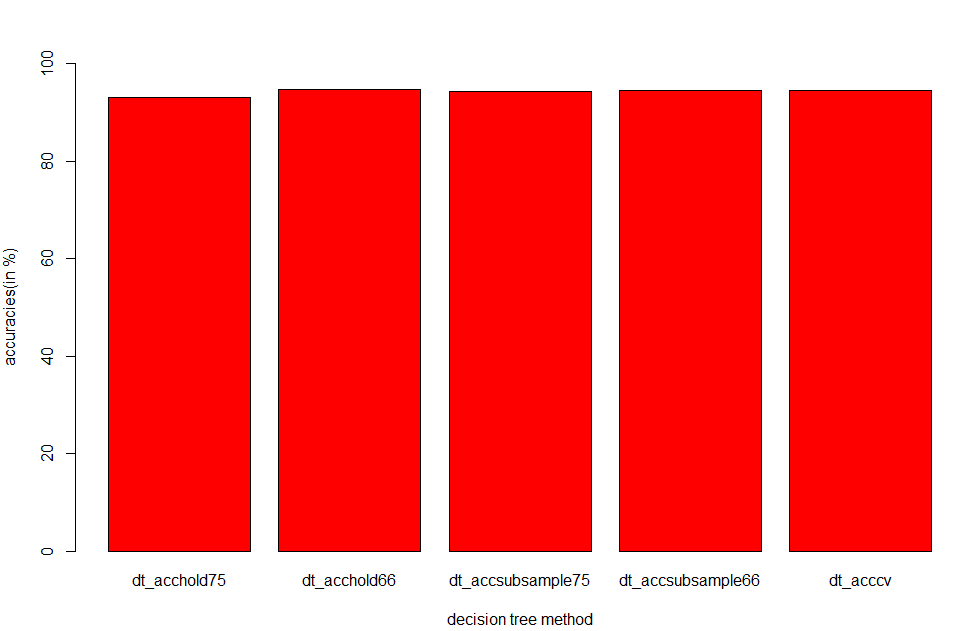 100
80
60
40
20
0
accuracies(in %)
dt_acchold75 dt_acchold66 dt_accsubsample75 dt_accsubsample66 dt_acccv
decision tree method